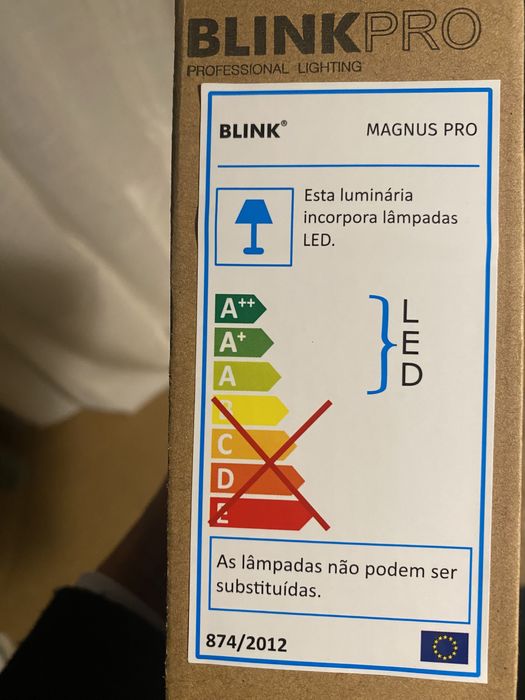 BLINKPRO
PROFESSIONAL LIGHTING
BLINK® MAGNUS PRO
Esta luminária
incorpora lâmpadas
LED.
A++
A+
A
B
C
D
E
L
E
D
As lâmpadas não podem ser
substituídas.
874/2012